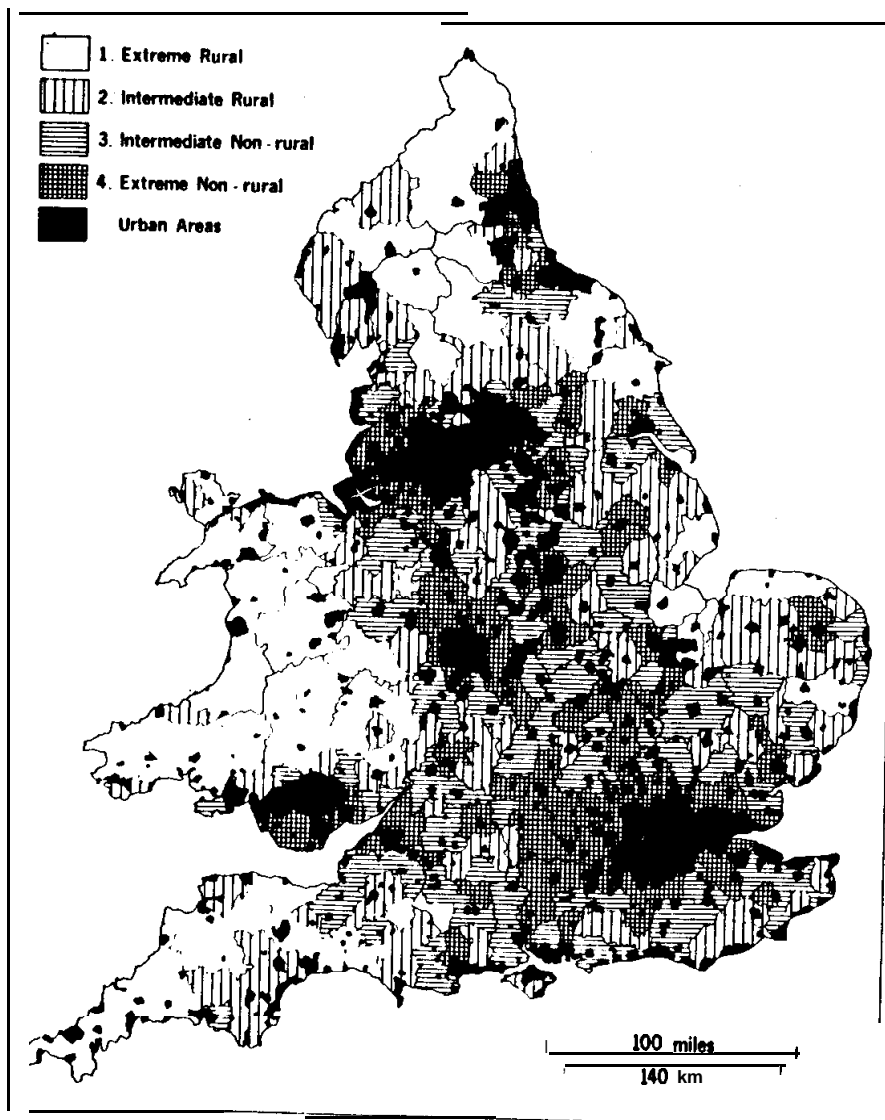 1. Extreme Rural
2. Intermediate Rural
3. Intermediate Non-rural
4. Extreme Non-rural
Urban Areas
100 miles
140 km